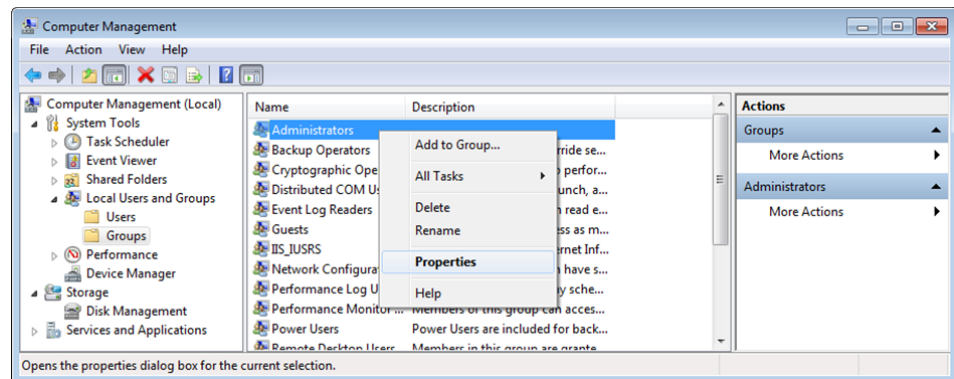 Computer Management
File Action View Help
Computer Management (Local)
System Tools
Task Scheduler
Event Viewer
Shared Folders
Local Users and Groups
Users
Groups
Performance
Device Manager
Storage
Disk Management
Services and Applications
Name Description
Administrators
Backup Operators rride se...
Cryptographic Ope perfor...
Distributed COM Us unch, a...
Event Log Readers read e...
Guests ss as m...
IIS_IUSRS ernet Inf...
Network Configura have s...
Performance Log U y sche...
Performance Monitor ... Members of this group can acces...
Power Users Power Users are included for back...
Remote Desktop Users Members in this group are grante
Add to Group...
All Tasks
Delete
Rename
Properties
Help
Actions
Groups
More Actions
Administrators
More Actions
Opens the properties dialog box for the current selection.